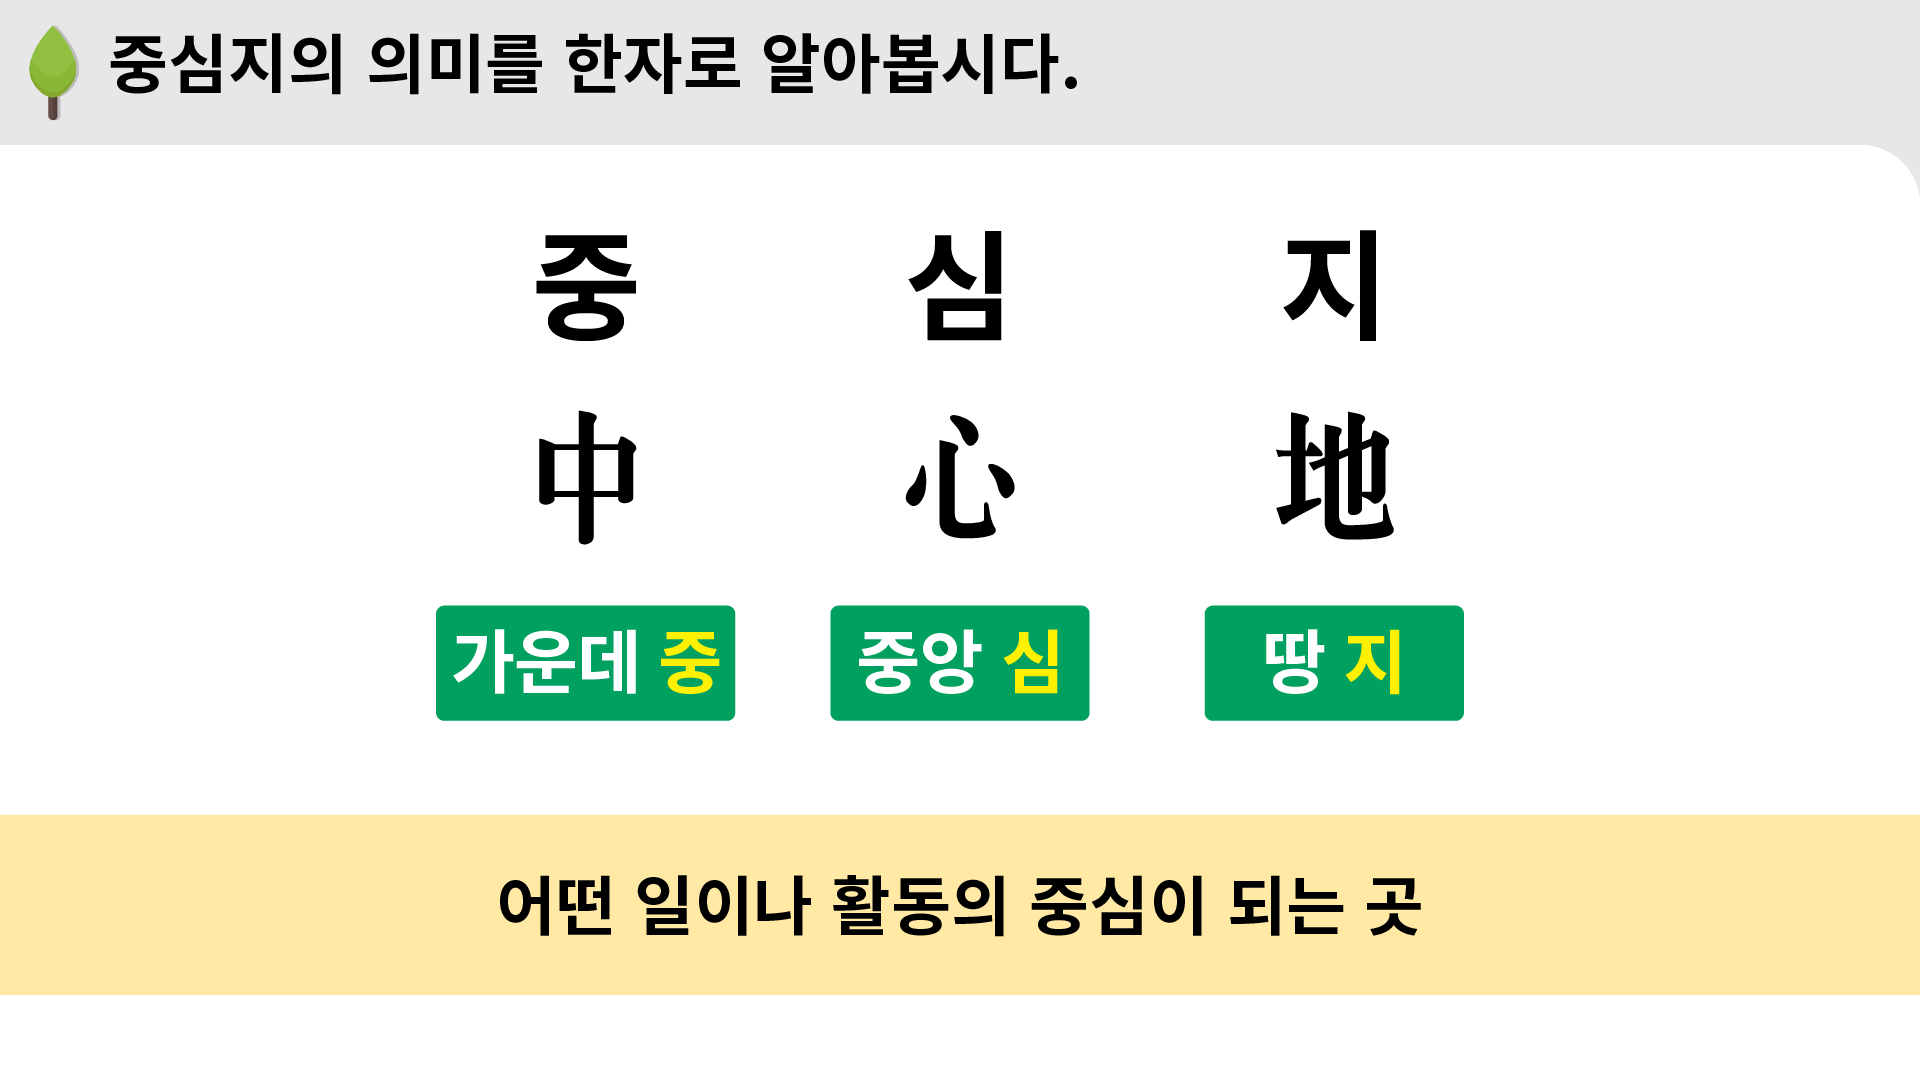 중심지의 의미를 한자로 알아봅시다.
중 심 지
中 心 地
가운데 중 중앙 심 땅 지
어떤 일이나 활동의 중심이 되는 곳